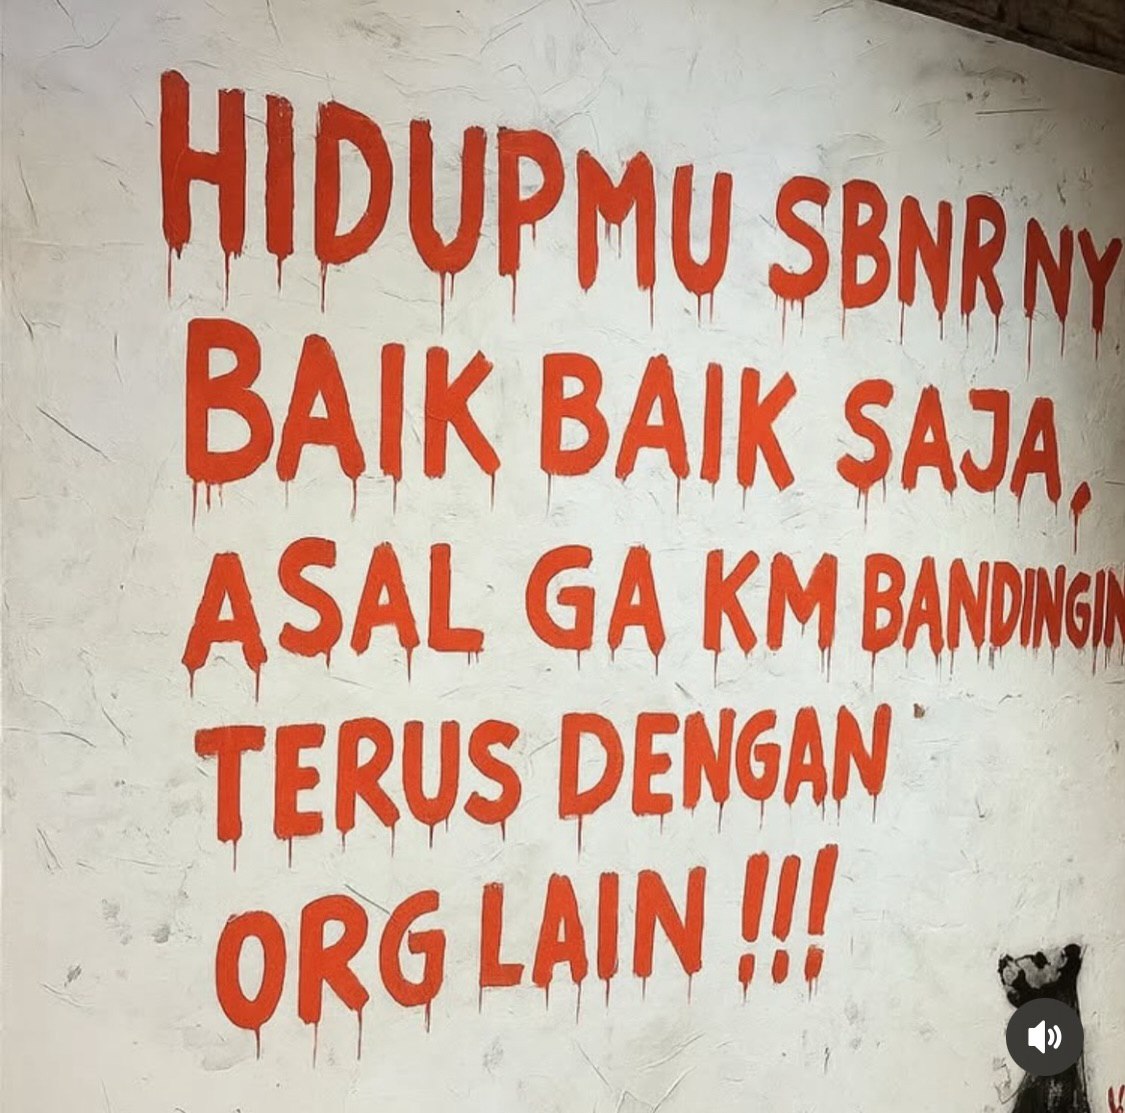 HIDUPMU SBNR NY
BAIK BAIK SAJA,
ASAL GA KM BANDINGIN
TERUS DENGAN
ORG LAIN !!!